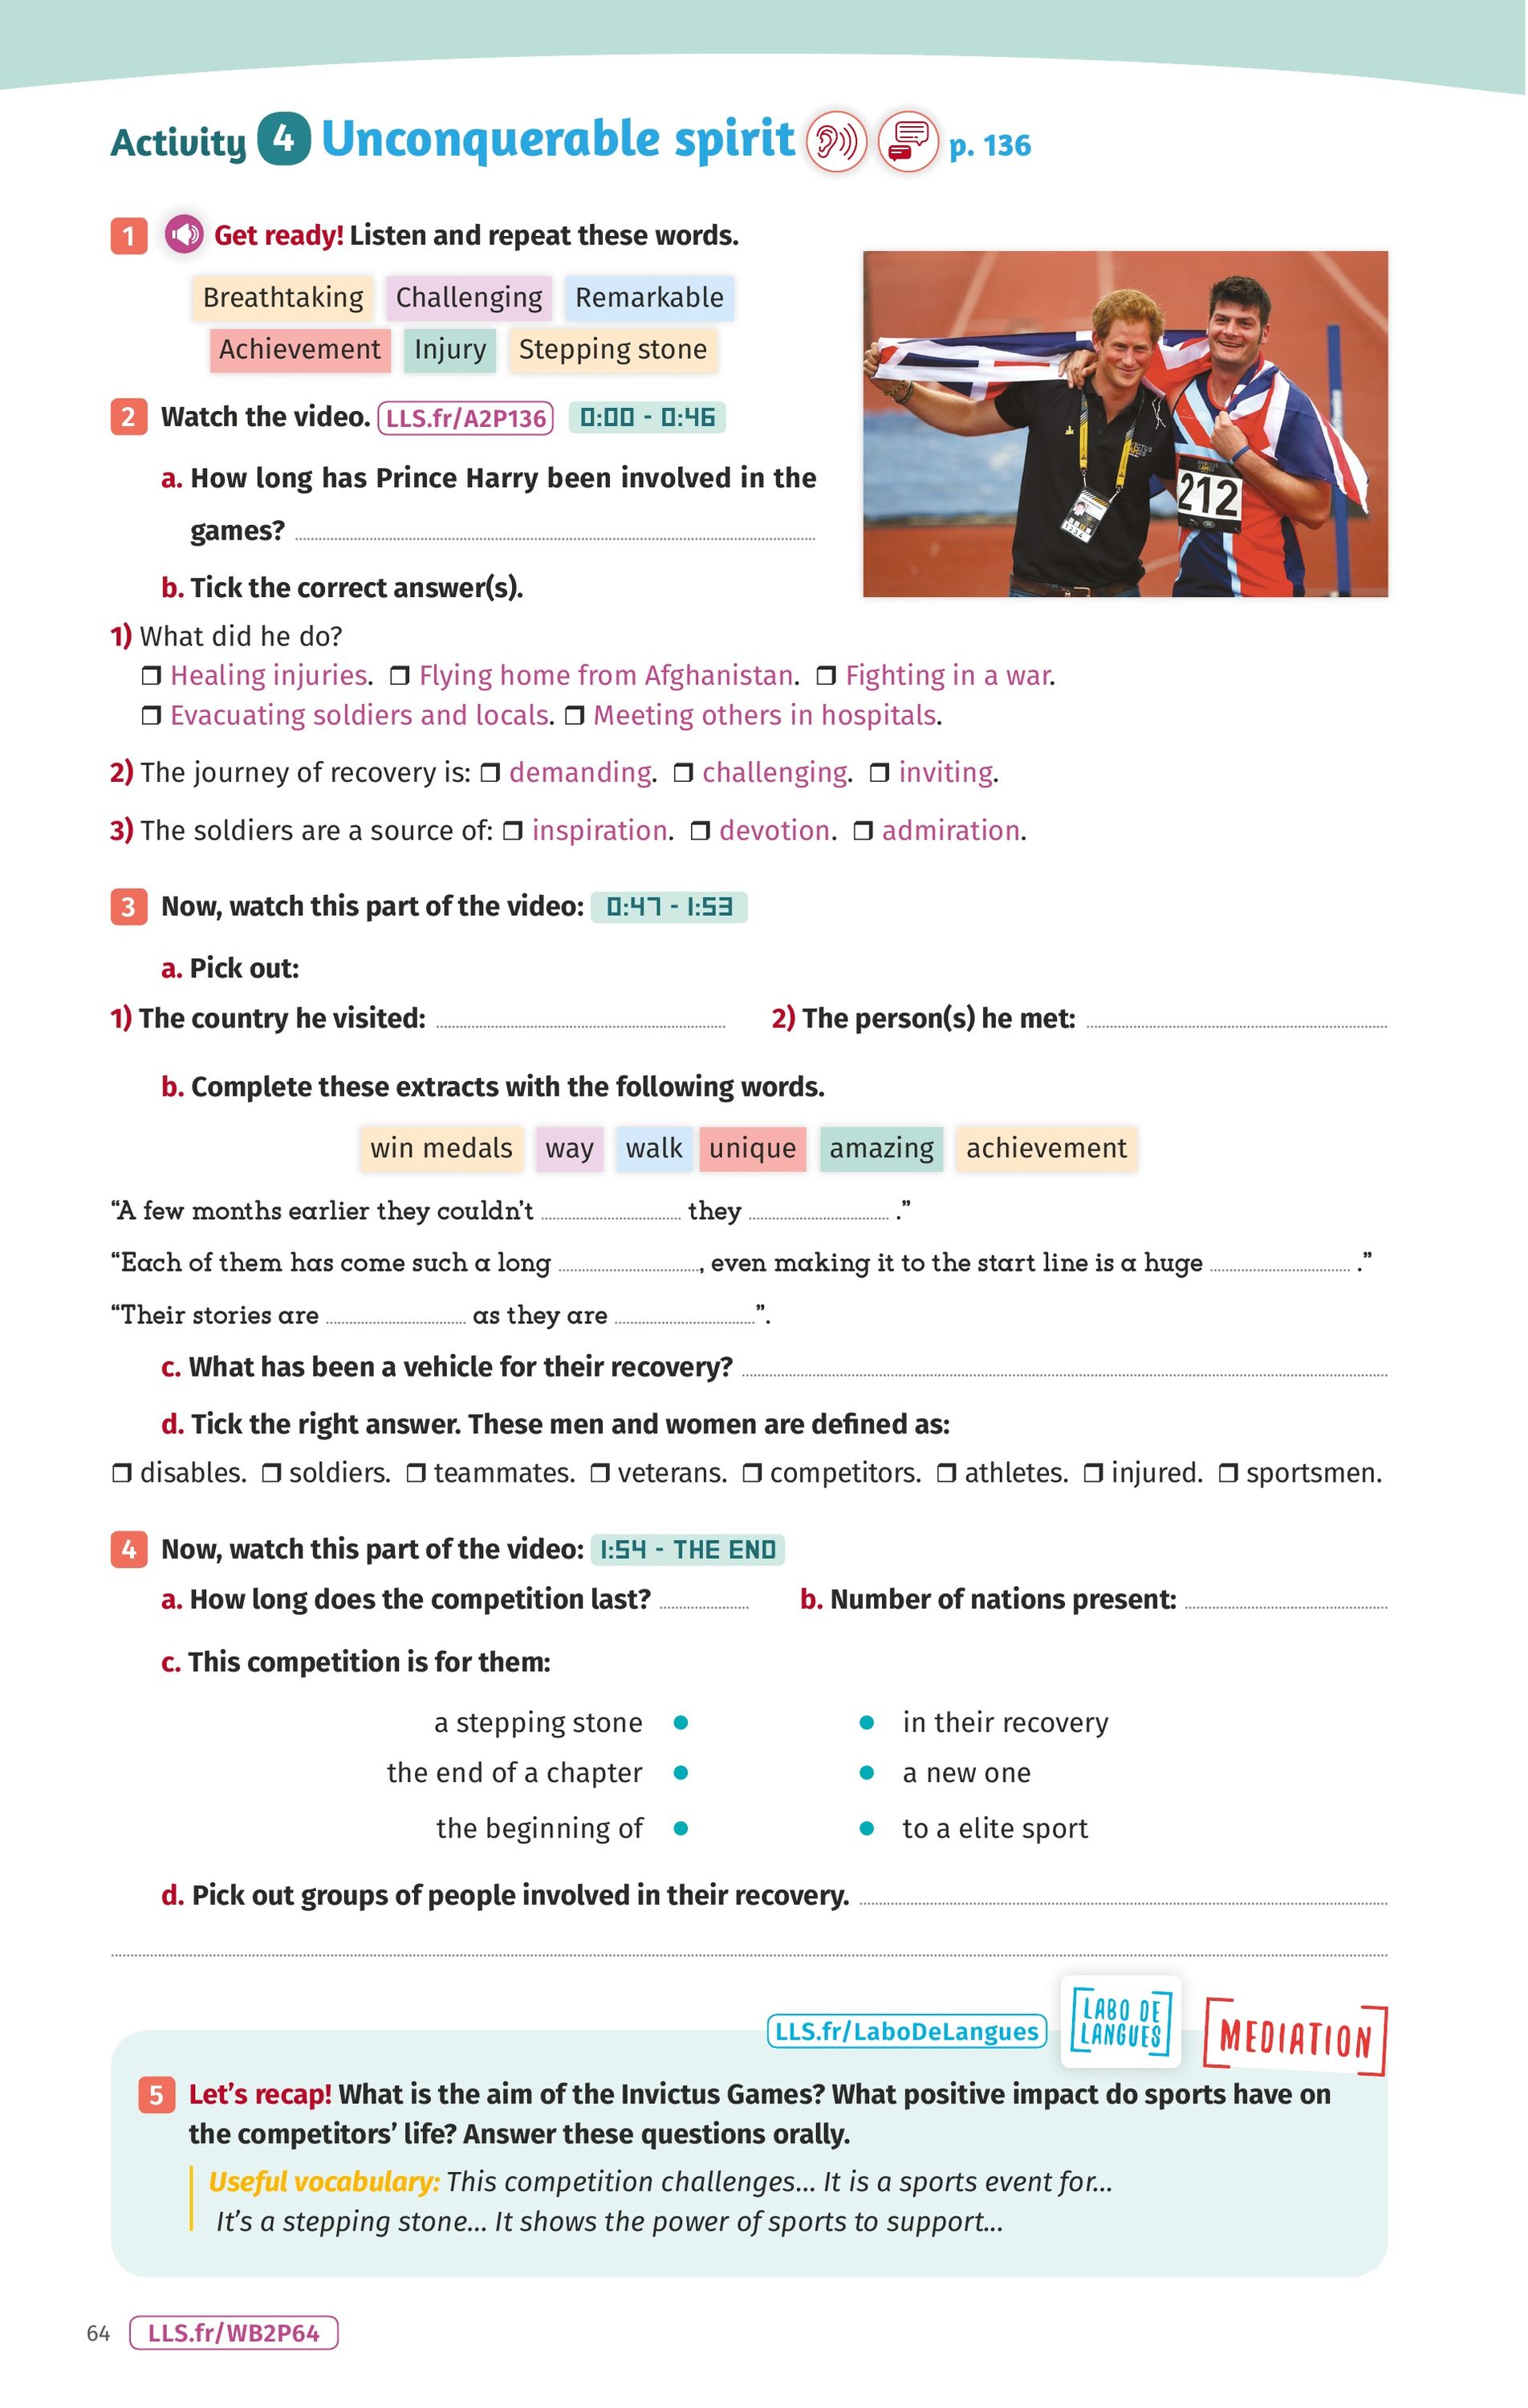 Activity 4 Unconquerable spirit p. 136
1 Get ready! Listen and repeat these words.
Breathtaking Challenging Remarkable
Achievement Injury Stepping stone
2 Watch the video. LLS.fr/A2P136 0:00 - 0:46
a. How long has Prince Harry been involved in the
games?
b. Tick the correct answer(s).
212
1) What did he do?
❒ Healing injuries. ❒ Flying home from Afghanistan. ❒ Fighting in a war.
❒ Evacuating soldiers and locals. ❒ Meeting others in hospitals.
2) The journey of recovery is: ❒ demanding. ❒ challenging. ❒ inviting.
3) The soldiers are a source of: ❒ inspiration. ❒ devotion. ❒ admiration.
3 Now, watch this part of the video: 0:47 - 1:53
a. Pick out:
1) The country he visited: 2) The person(s) he met:
b. Complete these extracts with the following words.
win medals way walk unique amazing achievement
“A few months earlier they couldn’t ............ they ............ .”
“Each of them has come such a long ............, even making it to the start line is a huge ............ .”
“Their stories are ............ as they are ............”.
c. What has been a vehicle for their recovery?
d. Tick the right answer. These men and women are defined as:
❒ disables. ❒ soldiers. ❒ teammates. ❒ veterans. ❒ competitors. ❒ athletes. ❒ injured. ❒ sportsmen.
4 Now, watch this part of the video: 1:54 - THE END
a. How long does the competition last? b. Number of nations present:
c. This competition is for them:
a stepping stone • • in their recovery
the end of a chapter • • a new one
the beginning of • • to a elite sport
d. Pick out groups of people involved in their recovery.
LLS.fr/LaboDeLangues
LABO DE
LANGUES
MEDIATION
5 Let’s recap! What is the aim of the Invictus Games? What positive impact do sports have on
the competitors’ life? Answer these questions orally.
Useful vocabulary: This competition challenges... It is a sports event for...
It’s a stepping stone... It shows the power of sports to support...
64 LLS.fr/WB2P64